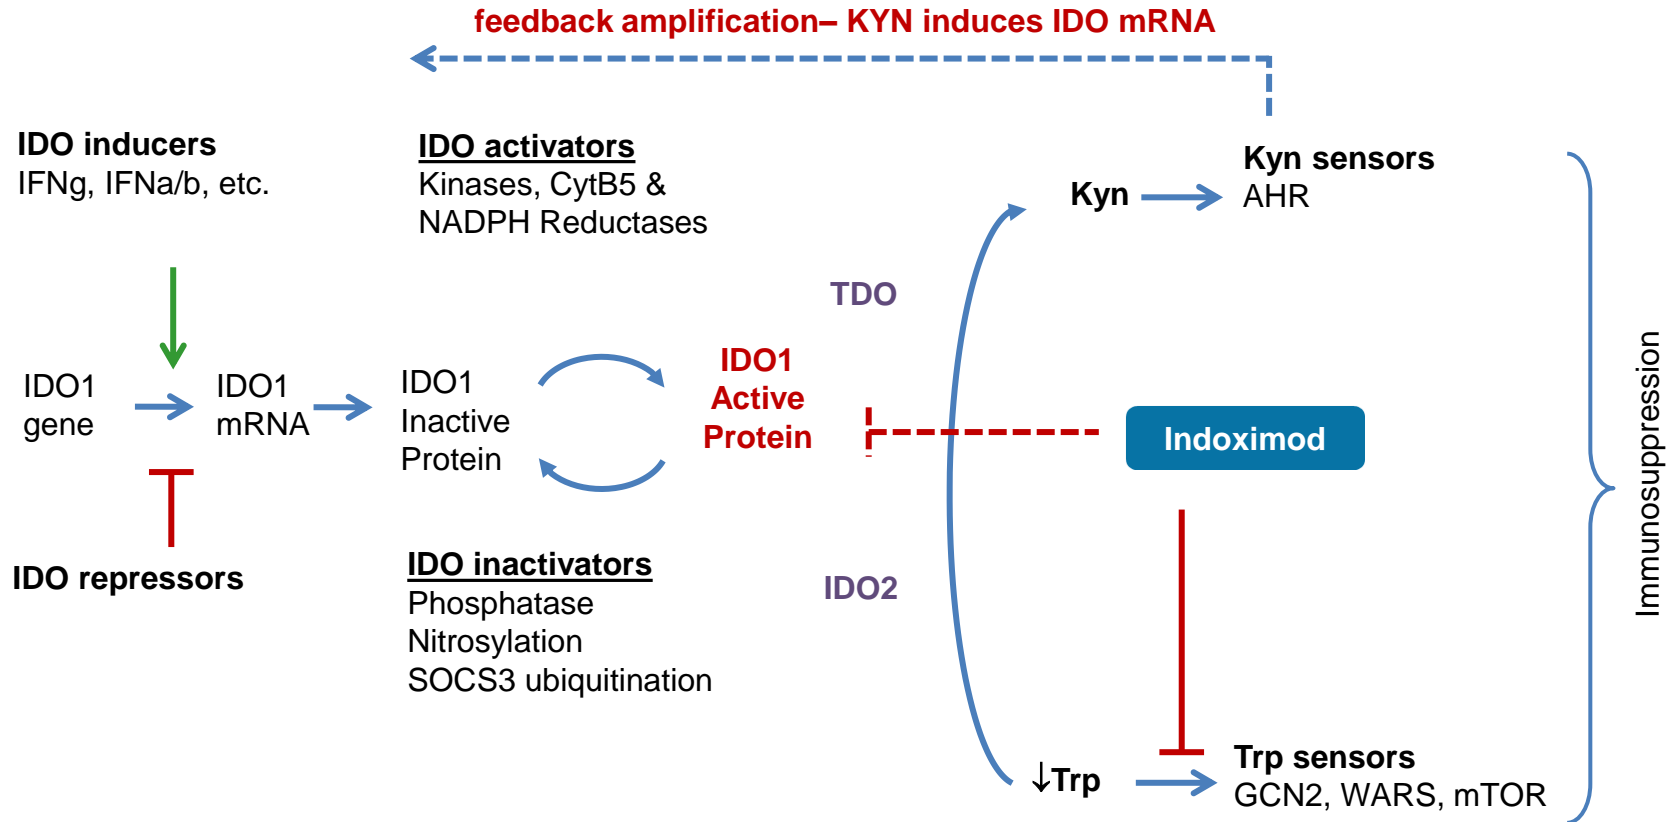 feedback amplification– KYN induces IDO mRNA
IDO inducers
IFNg, IFNa/b, etc.
IDO activators
Kinases, CytB5 &
NADPH Reductases
Kyn
Kyn sensors
AHR
TDO
IDO1
gene
IDO1
mRNA
IDO1
Inactive
Protein
IDO1
Active
Protein
Indoximod
Immunosuppression
IDO repressors
IDO inactivators
Phosphatase
Nitrosylation
SOCS3 ubiquitination
IDO2
↓Trp
Trp sensors
GCN2, WARS, mTOR